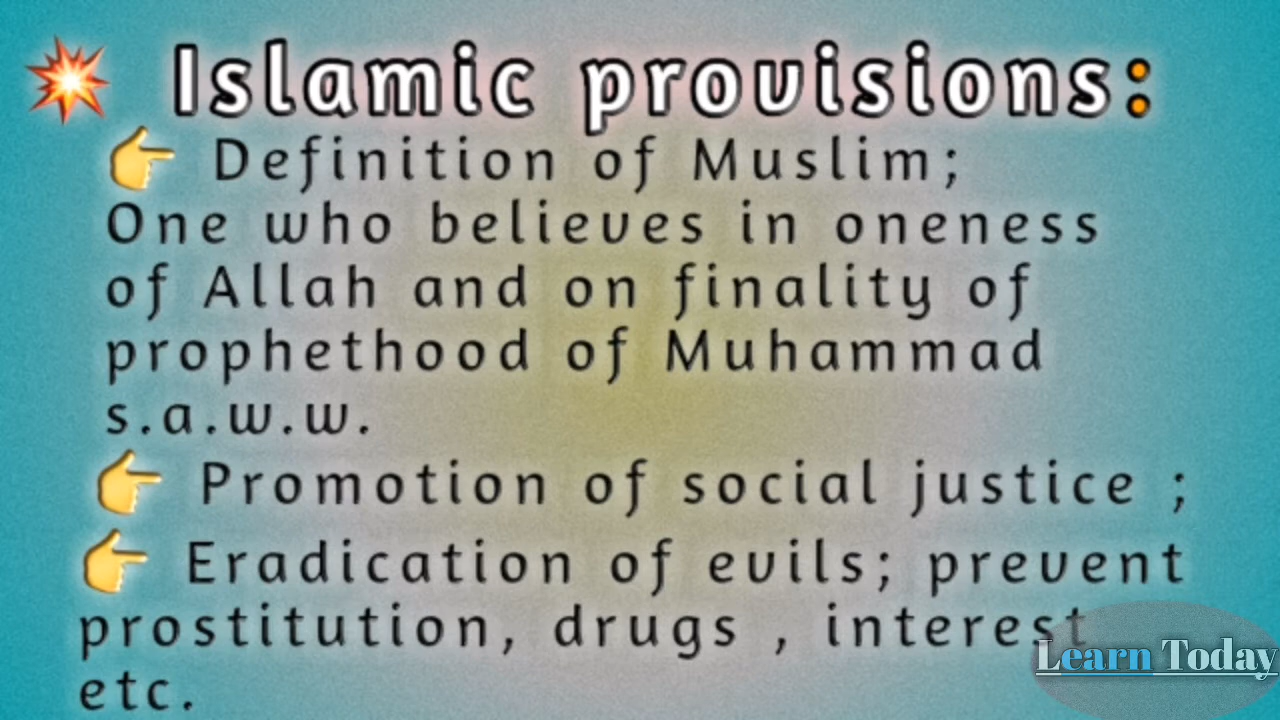 💥 Islamic provisions:
👉 Definition of Muslim;
One who believes in oneness
of Allah and on finality of
prophethood of Muhammad
s.a.w.w.
👉 Promotion of social justice ;
👉 Eradication of evils; prevent
prostitution, drugs , interest
etc.
Learn Today